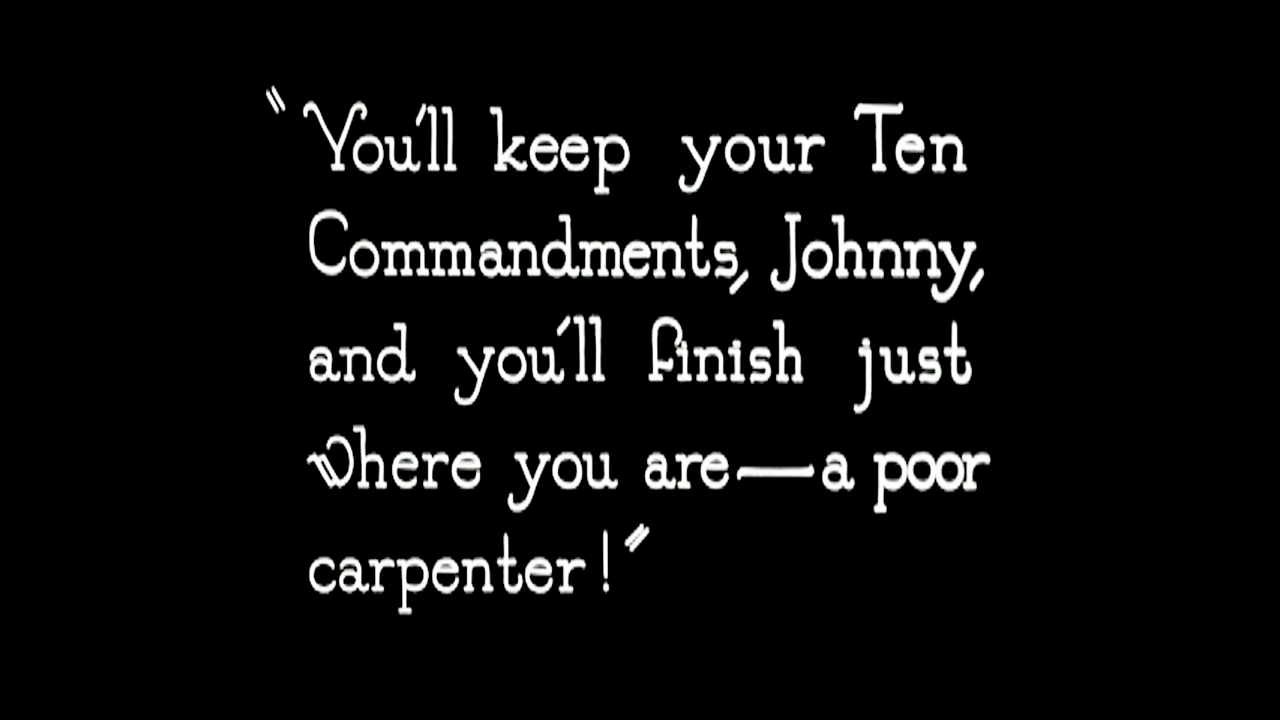 "You'll keep your Ten
Commandments, Johnny,
and you'll finish just
where you are—a poor
carpenter!"